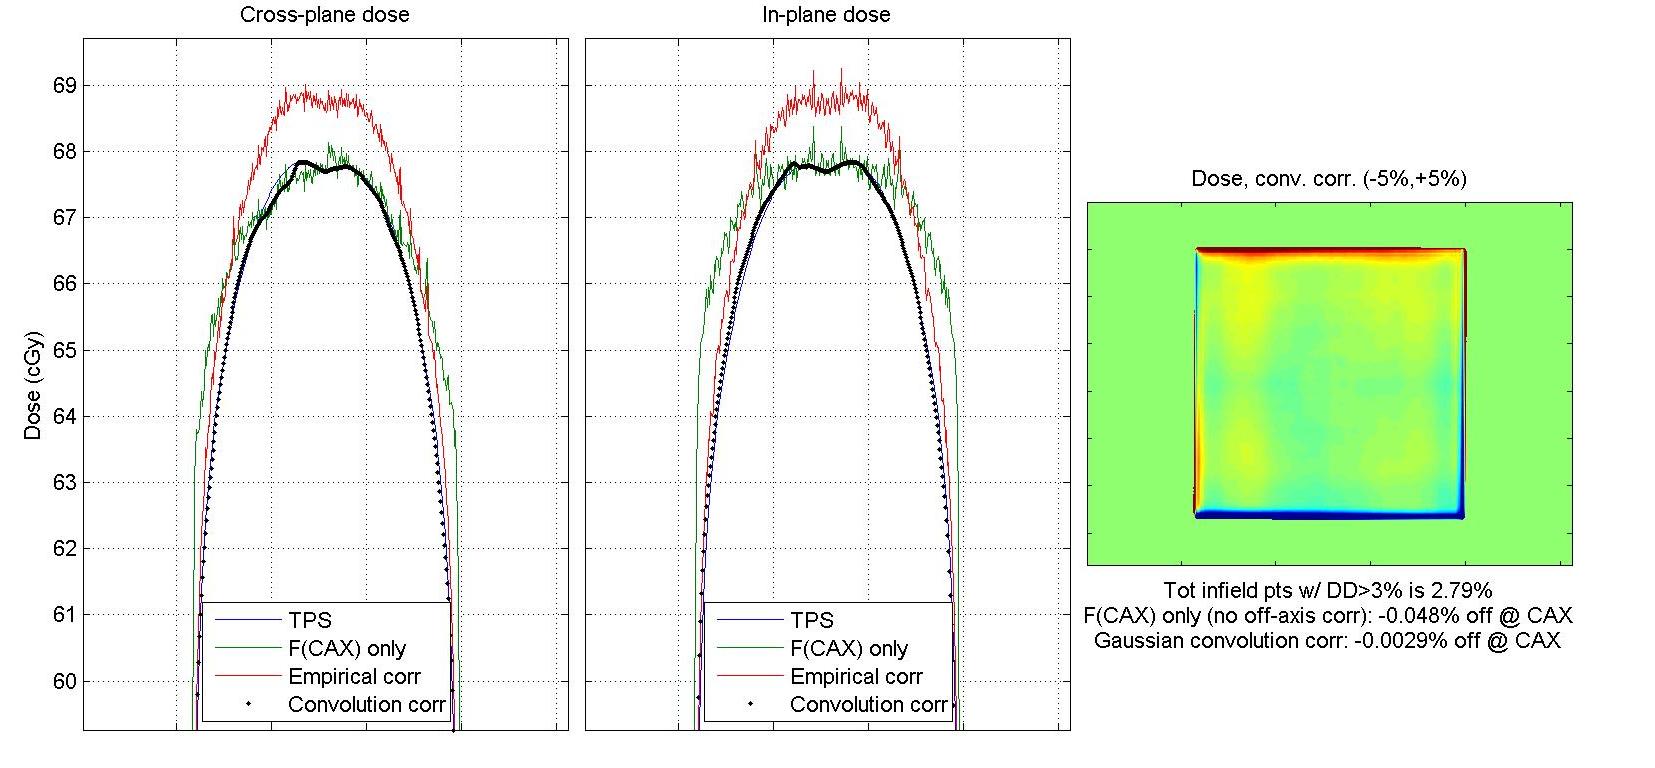 Cross-plane dose
In-plane dose
69
68
67
66
65
64
63
62
61
60
Dose (cGy)
TPS
F(CAX) only
Empirical corr
Convolution corr
TPS
F(CAX) only
Empirical corr
Convolution corr
Dose, conv. corr. (-5%,+5%)
Tot infield pts w/ DD>3% is 2.79%
F(CAX) only (no off-axis corr): -0.048% off @ CAX
Gaussian convolution corr: -0.0029% off @ CAX